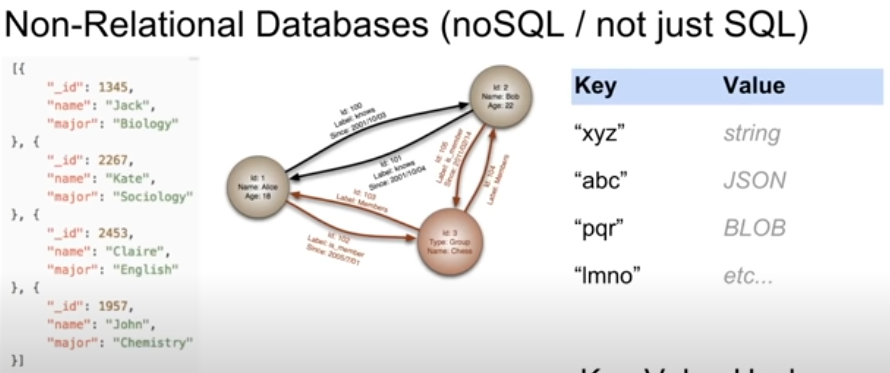 Non-Relational Databases (noSQL / not just SQL)
[{
"_id": 1345,
"name": "Jack",
"major": "Biology"
}, {
"_id": 2267,
"name": "Kate",
"major": "Sociology"
}, {
"_id": 2453,
"name": "Claire",
"major": "English"
}, {
"_id": 1957,
"name": "John",
"major": "Chemistry"
}]
Id: 1
Name: Alice
Age: 18
Id: 100
Label: knows
Since: 2001/10/03
Id: 101
Label: knows
Since: 2001/10/04
Id: 2
Name: Bob
Age: 22
Id: 103
Label: Members
Id: 102
Label: is_member
Since: 2005/7/01
Id: 105
Label: is_member
Since: 2011/02/14
Id: 104
Label: Members
Id: 3
Type: Group
Name: Chess
Key Value
“xyz” string
“abc” JSON
“pqr” BLOB
“lmno” etc...